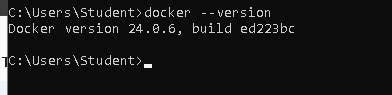 C:\Users\Student>docker --version
Docker version 24.0.6, build ed223bc
C:\Users\Student>